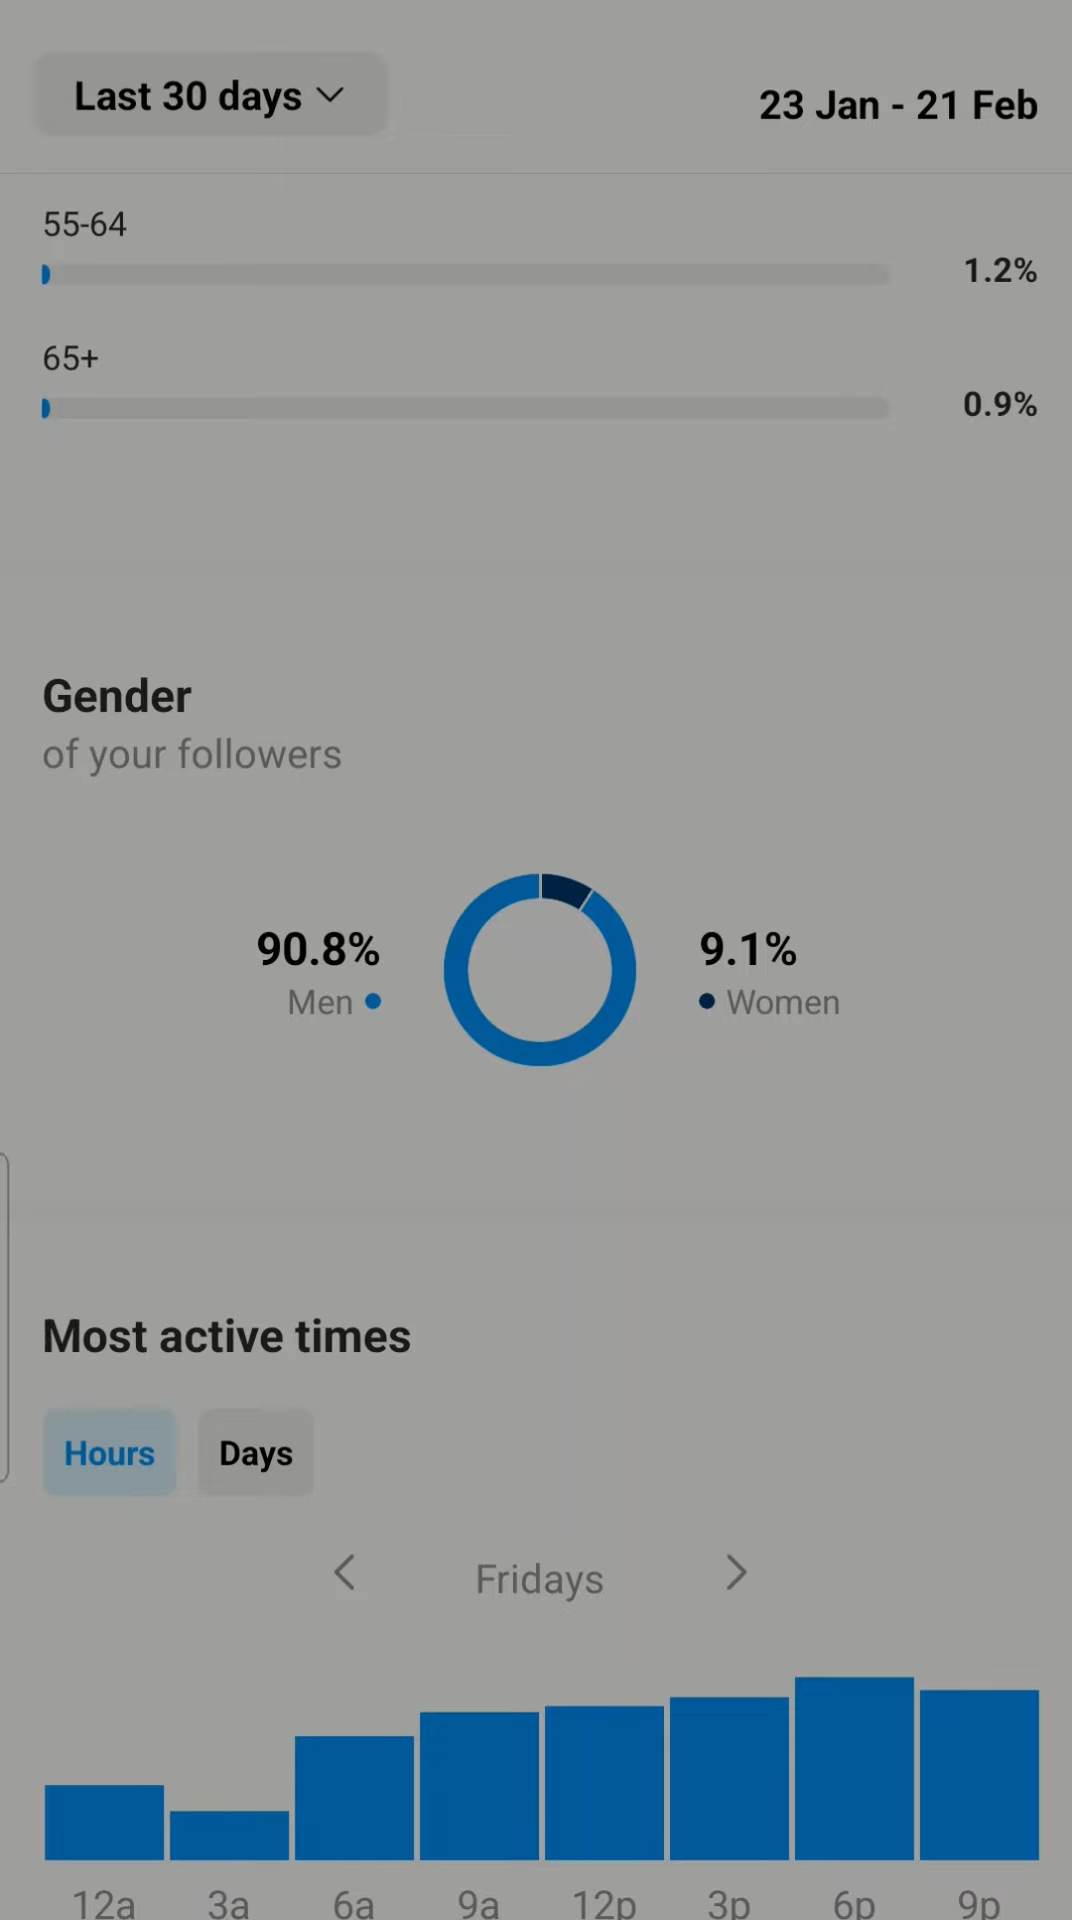 Last 30 days
23 Jan - 21 Feb
55-64
1.2%
65+
0.9%
Gender
of your followers
90.8%
Men
9.1%
Women
Most active times
Hours
Days
Fridays
12a 3a 6a 9a 12p 3p 6p 9p